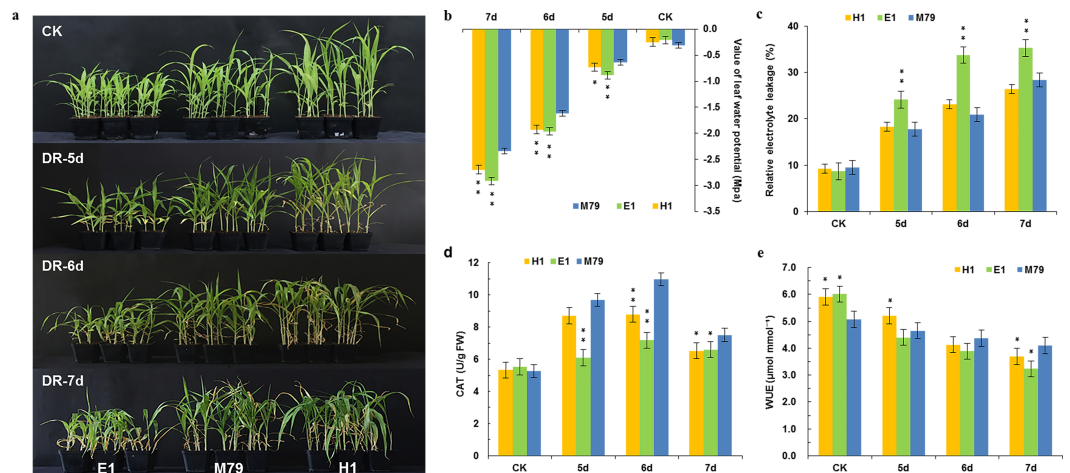 a
CK
DR-5d
DR-6d
DR-7d
E1 M79 H1
b
7d 6d 5d CK
0.0
-0.5
-1.0
-1.5
-2.0
-2.5
-3.0
-3.5
Value of leaf water potential (Mpa)
* * * * * *
* * * * *
M79 E1 H1
c
H1 E1 M79
Relative electrolyte leakage (%)
40
30
20
10
0
* * *
* * *
CK 5d 6d 7d
d
H1 E1 M79
CAT (U/g FW)
12
10
8
6
4
2
0
* * *
* * * * *
CK 5d 6d 7d
e
H1 E1 M79
WUE (μmol mmol⁻¹)
7.0
6.0
5.0
4.0
3.0
2.0
1.0
0.0
* * * * *
CK 5d 6d 7d